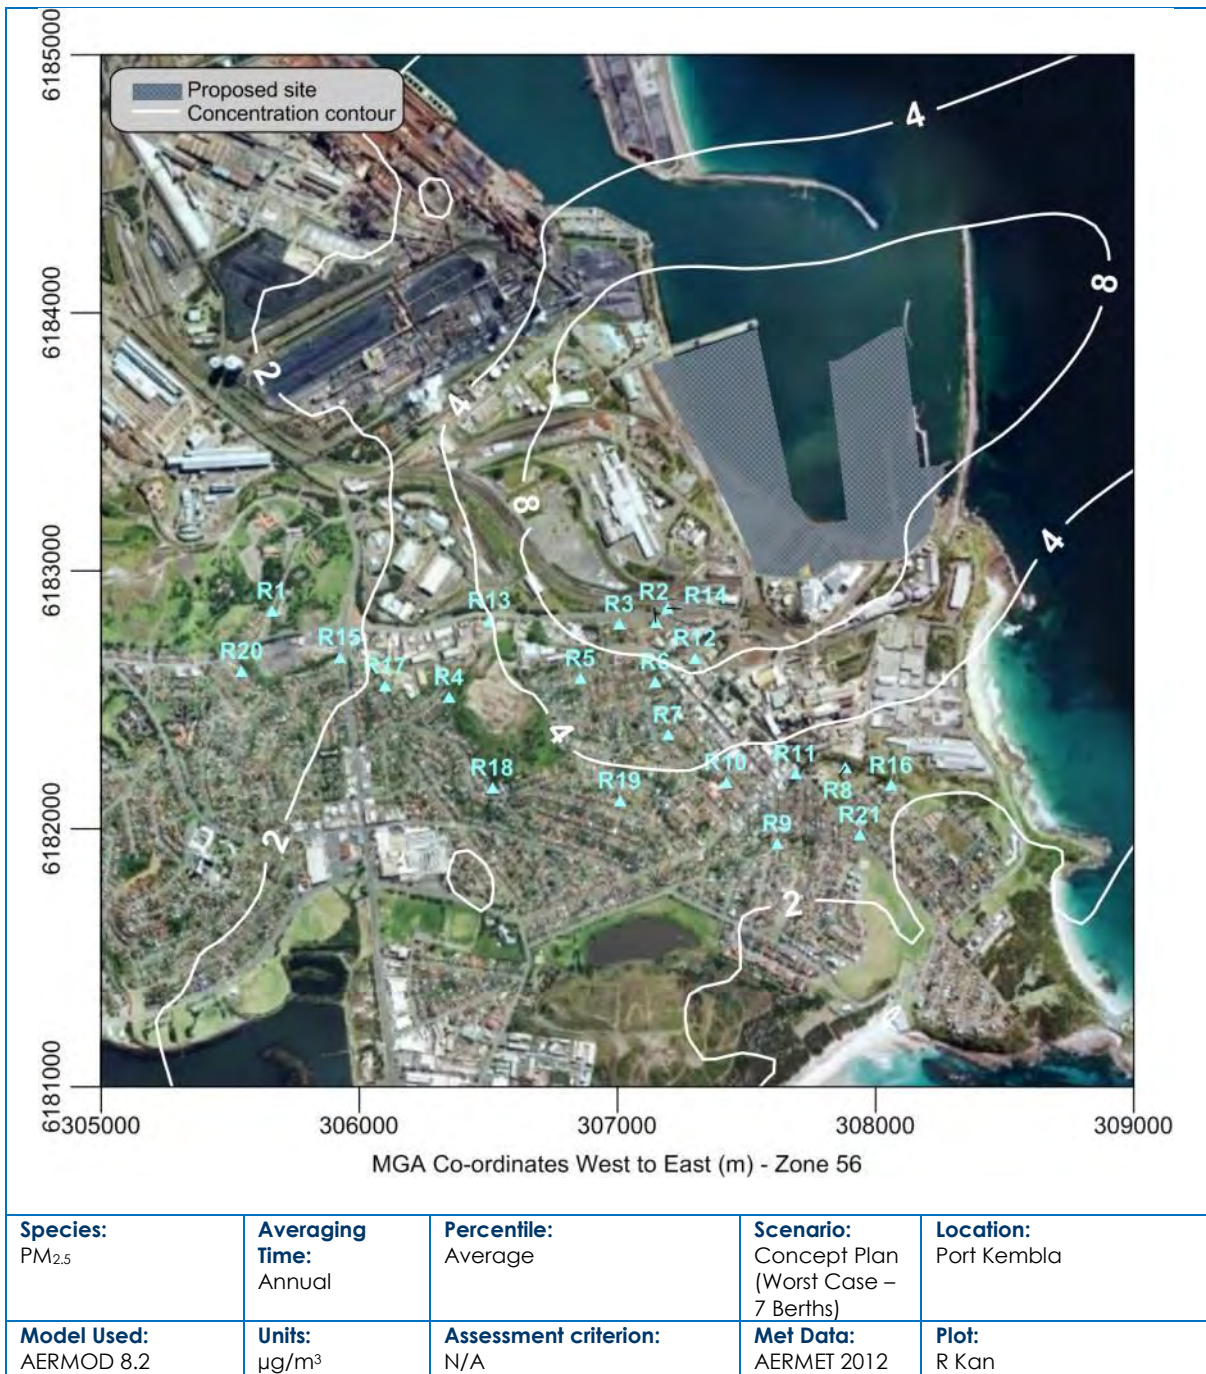 6185000
Proposed site
Concentration contour
4
8
6184000
2
4
8
6183000
4
R1
R13
R3
R2
R14
R20
R15
R12
R17
R4
R5
R6
R7
4
R18
R19
R10
R11
R8
R16
R9
R21
6182000
2
2
2
6181000
305000
306000
307000
308000
309000
MGA Co-ordinates West to East (m) - Zone 56
Species:
PM2.5
Averaging
Time:
Annual
Percentile:
Average
Scenario:
Concept Plan
(Worst Case –
7 Berths)
Location:
Port Kembla
Model Used:
AERMOD 8.2
Units:
µg/m³
Assessment criterion:
N/A
Met Data:
AERMET 2012
Plot:
R Kan